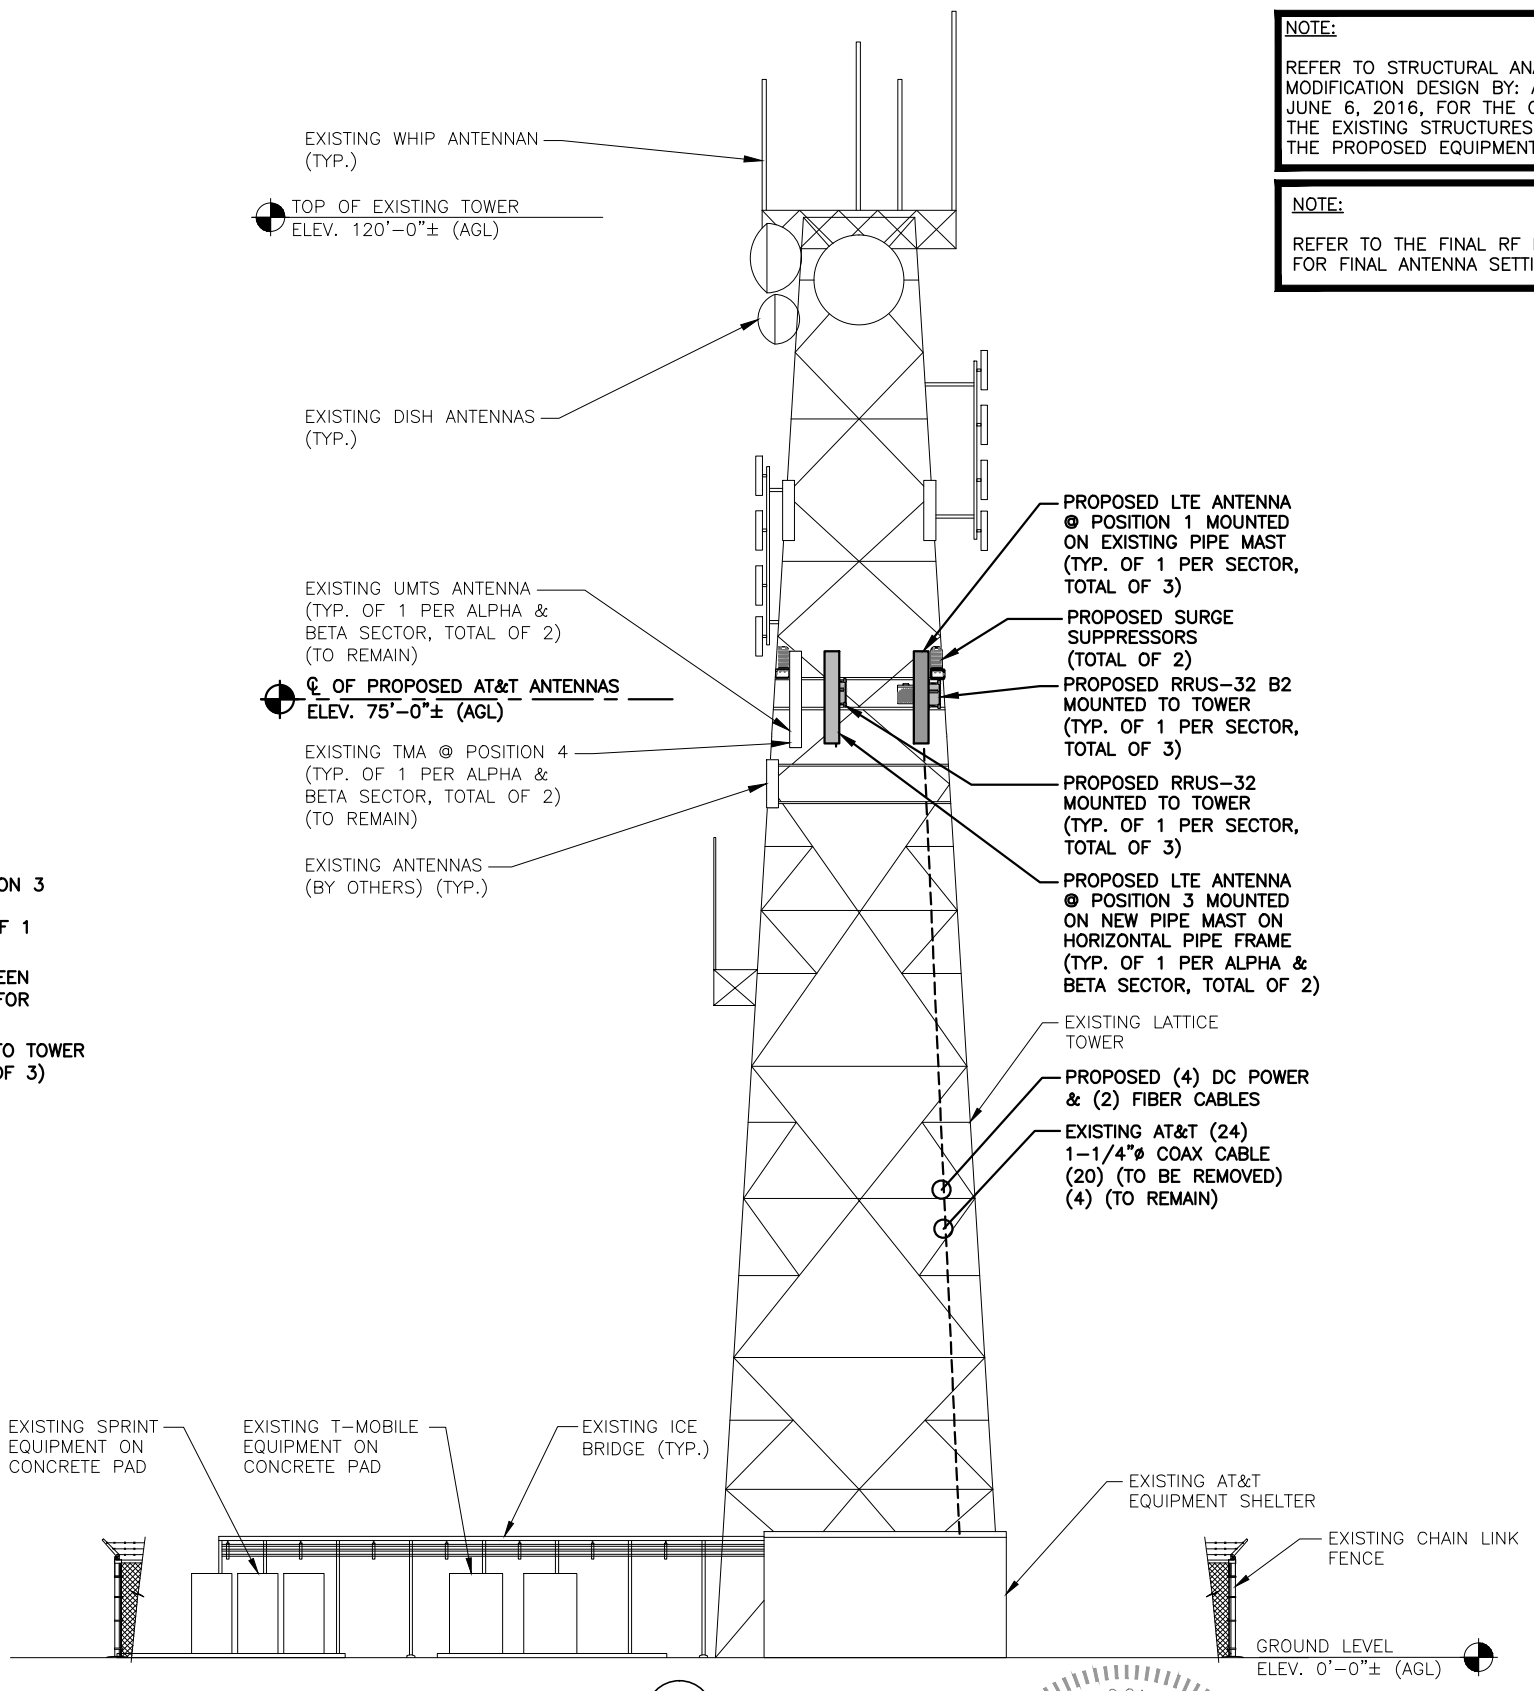 NOTE:
REFER TO STRUCTURAL
MODIFICATION DESIGN BY:
JUNE 6, 2016, FOR THE
THE EXISTING STRUCTURES
THE PROPOSED EQUIPMENT
NOTE:
REFER TO THE FINAL RF
FOR FINAL ANTENNA
EXISTING WHIP ANTENNAN
(TYP.)
TOP OF EXISTING TOWER
ELEV. 120'-0"± (AGL)
EXISTING DISH ANTENNAS
(TYP.)
EXISTING UMTS ANTENNA
(TYP. OF 1 PER ALPHA &
BETA SECTOR, TOTAL OF 2)
(TO REMAIN)
℄ OF PROPOSED AT&T ANTENNAS
ELEV. 75'-0"± (AGL)
EXISTING TMA @ POSITION 4
(TYP. OF 1 PER ALPHA &
BETA SECTOR, TOTAL OF 2)
(TO REMAIN)
EXISTING ANTENNAS
(BY OTHERS) (TYP.)
PROPOSED LTE ANTENNA
@ POSITION 1 MOUNTED
ON EXISTING PIPE MAST
(TYP. OF 1 PER SECTOR,
TOTAL OF 3)
PROPOSED SURGE
SUPPRESSORS
(TOTAL OF 2)
PROPOSED RRUS-32 B2
MOUNTED TO TOWER
(TYP. OF 1 PER SECTOR,
TOTAL OF 3)
PROPOSED RRUS-32
MOUNTED TO TOWER
(TYP. OF 1 PER SECTOR,
TOTAL OF 3)
PROPOSED LTE ANTENNA
@ POSITION 3 MOUNTED
ON NEW PIPE MAST ON
HORIZONTAL PIPE FRAME
(TYP. OF 1 PER ALPHA &
BETA SECTOR, TOTAL OF 2)
EXISTING LATTICE
TOWER
PROPOSED (4) DC POWER
& (2) FIBER CABLES
EXISTING AT&T (24)
1-1/4"ø COAX CABLE
(20) (TO BE REMOVED)
(4) (TO REMAIN)
ON 3
F 1
EEN
FOR
TO TOWER
OF 3)
EXISTING SPRINT
EQUIPMENT ON
CONCRETE PAD
EXISTING T-MOBILE
EQUIPMENT ON
CONCRETE PAD
EXISTING ICE
BRIDGE (TYP.)
EXISTING AT&T
EQUIPMENT SHELTER
EXISTING CHAIN LINK
FENCE
GROUND LEVEL
ELEV. 0'-0"± (AGL)